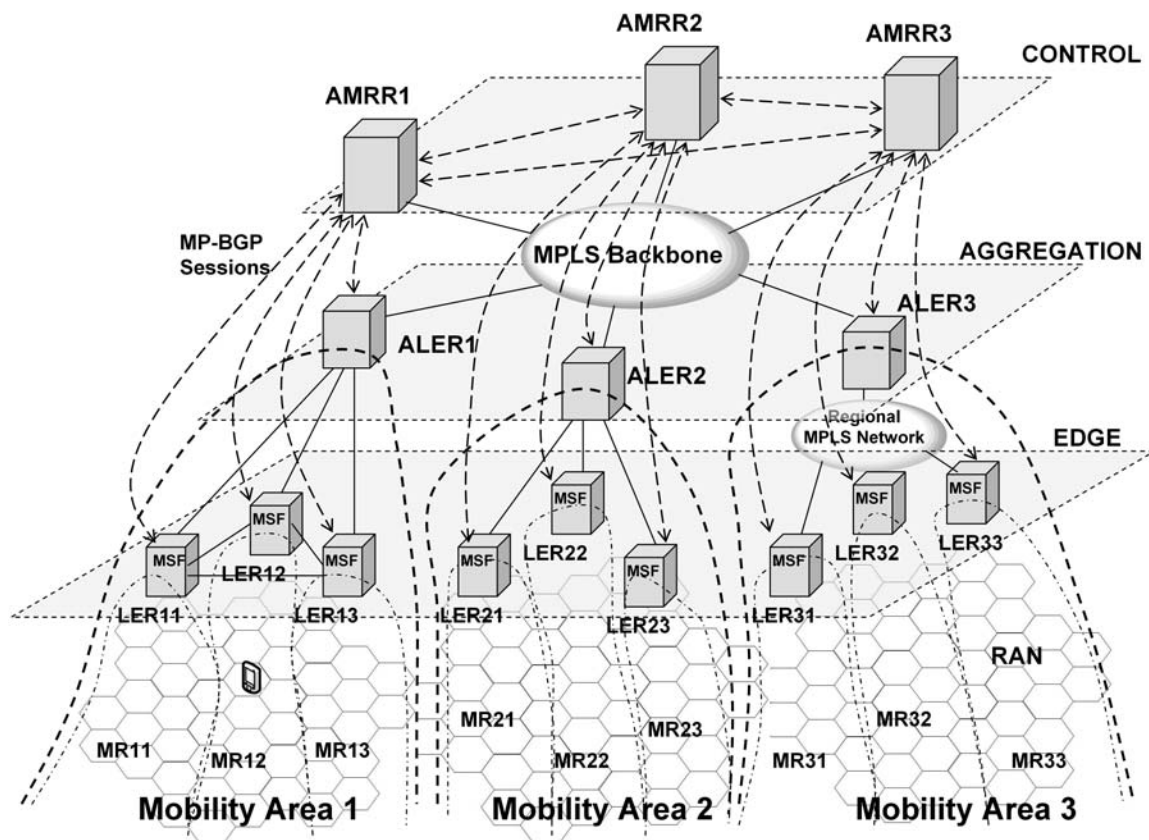 AMRR2
AMRR3
CONTROL
AMRR1
MP-BGP
Sessions
MPLS Backbone
AGGREGATION
ALER1
ALER2
ALER3
Regional
MPLS Network
EDGE
MSF
MSF
MSF
MSF
MSF
MSF
MSF
MSF
MSF
LER11
LER12
LER13
LER21
LER22
LER23
LER31
LER32
LER33
RAN
MR11
MR12
MR13
MR21
MR22
MR23
MR31
MR32
MR33
Mobility Area 1
Mobility Area 2
Mobility Area 3